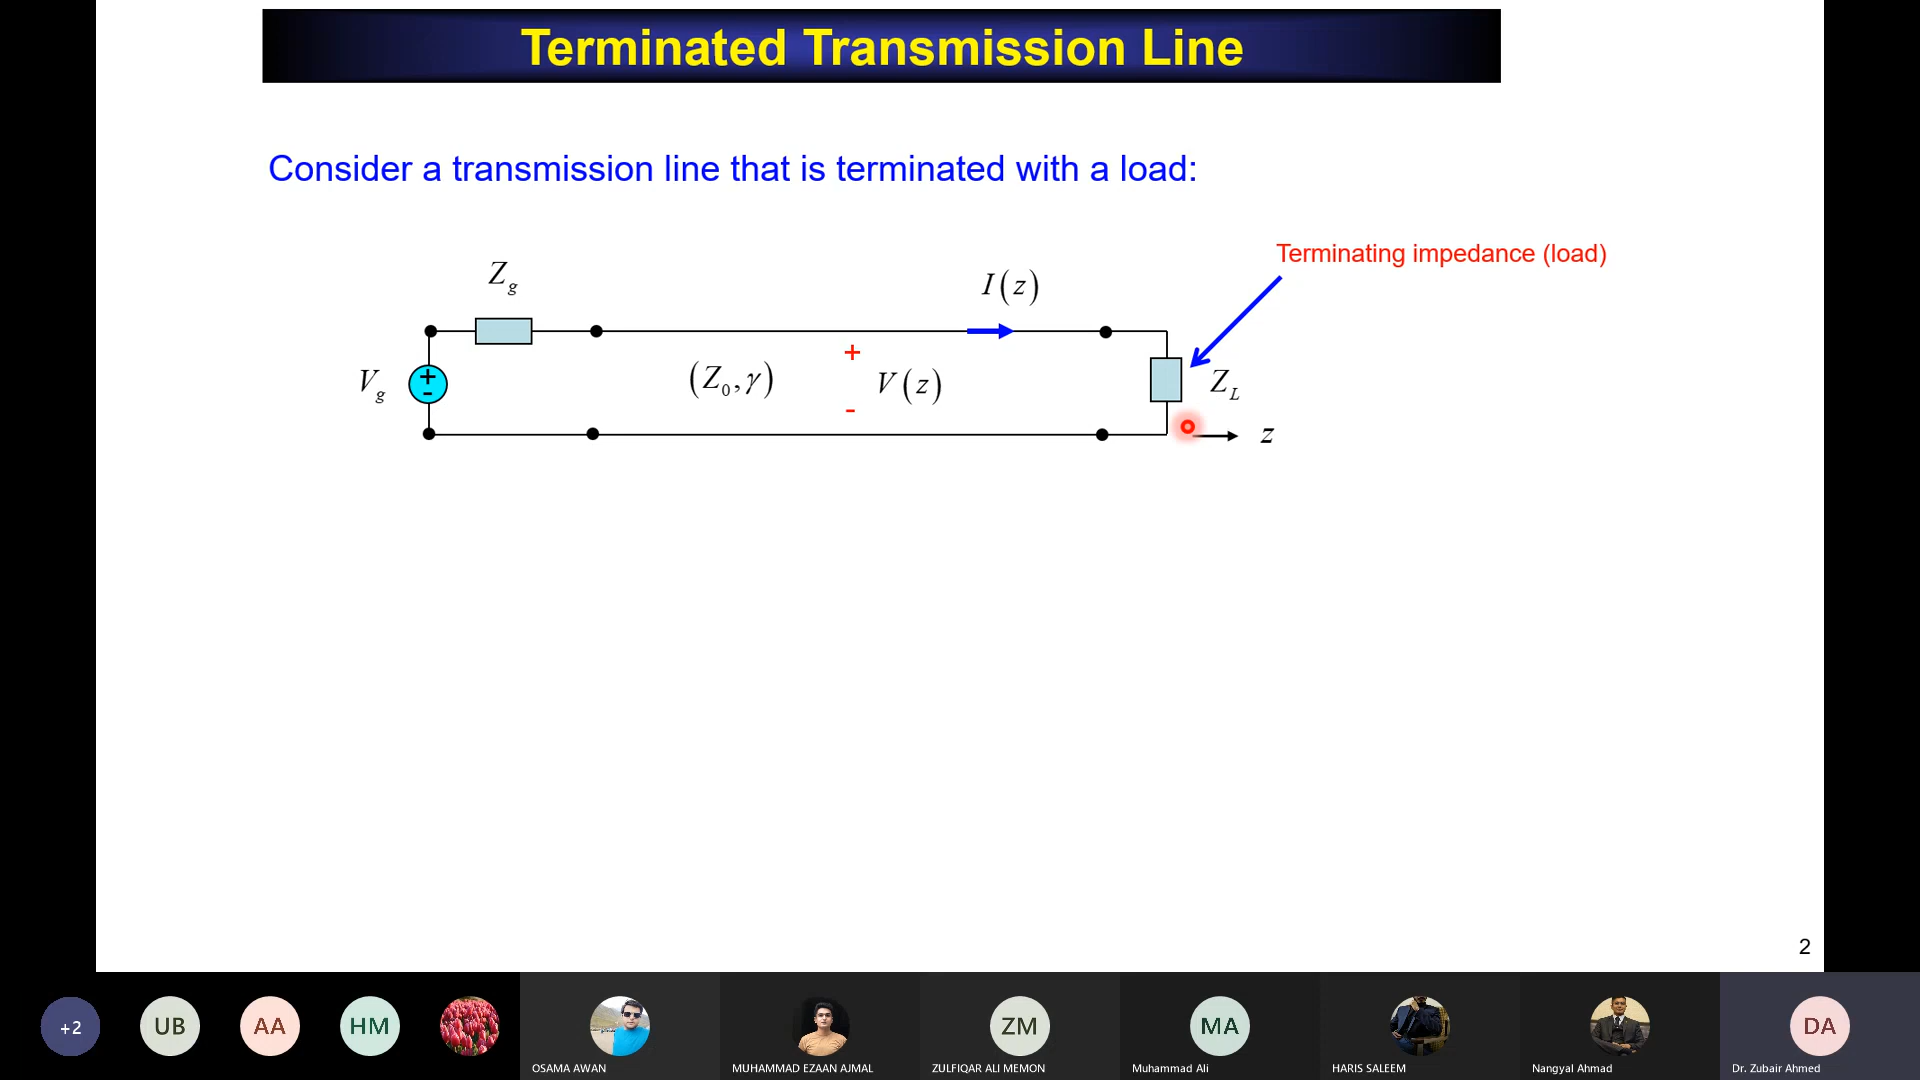 Terminated Transmission Line
Consider a transmission line that is terminated with a load:
Terminating impedance (load)
Z_g
I(z)
+
V_g
+
-
(Z_0, γ)
V(z)
Z_L
-
z
2
+2
UB
AA
HM
ZM
MA
DA
OSAMA AWAN
MUHAMMAD EZAAN AJMAL
ZULFIQAR ALI MEMON
Muhammad Ali
HARIS SALEEM
Nangyal Ahmad
Dr. Zubair Ahmed